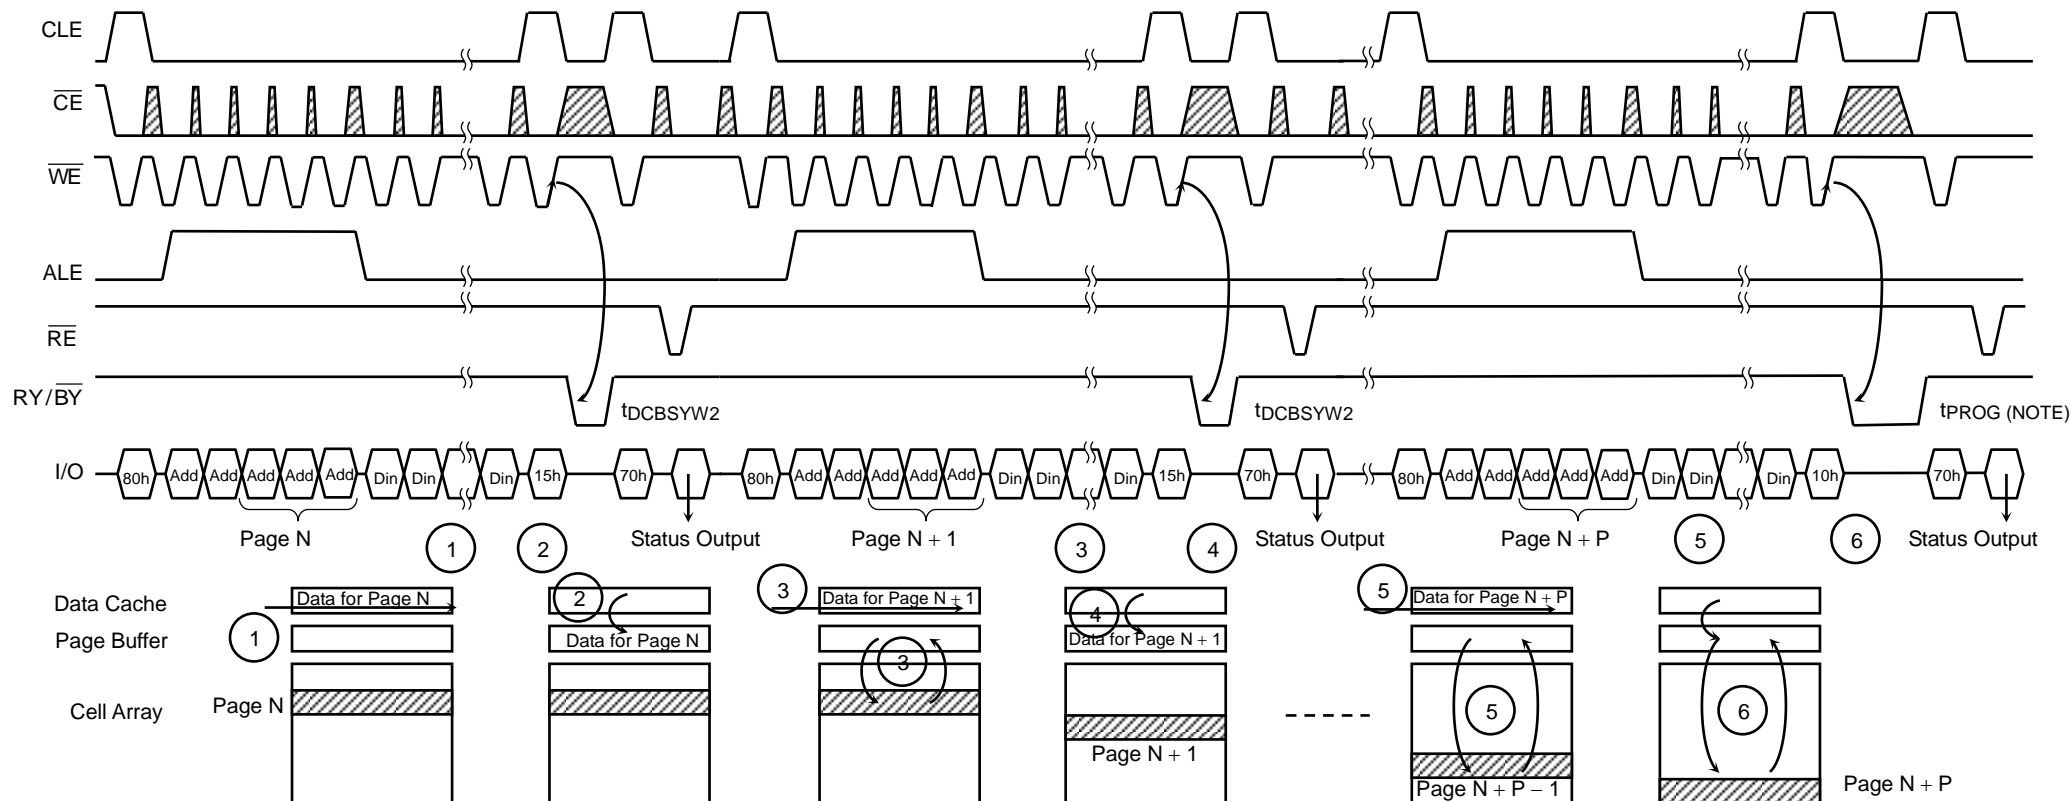 CLE
CE
WE
ALE
RE
RY/BY
tDCBSYW2 tDCBSYW2 tPROG (NOTE)
I/O 80h Add Add Add Add Add Din Din Din 15h 70h 80h Add Add Add Add Add Din Din Din 15h 70h 80h Add Add Add Add Add Din Din Din 10h 70h
Page N Status Output Page N + 1 Status Output Page N + P Status Output
1 2 3 4 5 6
Data Cache Data for Page N 2 3 Data for Page N + 1 4 5 Data for Page N + P
Page Buffer 1 Data for Page N Data for Page N + 1
3
Cell Array Page N 5 6
Page N + 1
Page N + P − 1 Page N + P